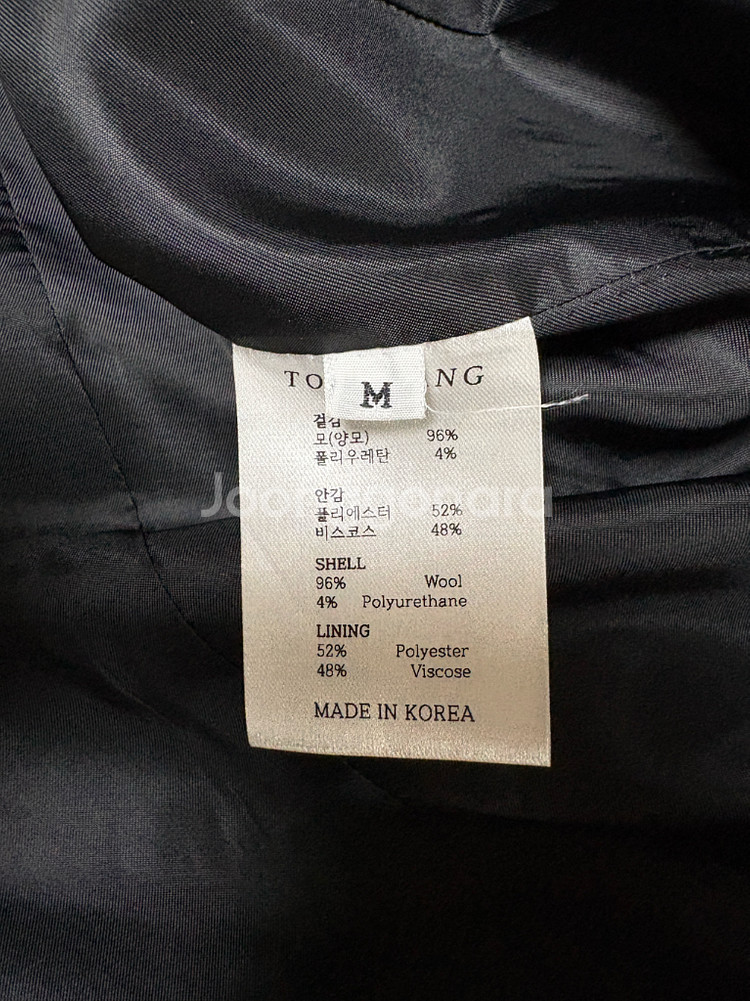 TO NG
M
겉감
모(양모) 96%
폴리우레탄 4%
안감
폴리에스터 52%
비스코스 48%
SHELL
96% Wool
4% Polyurethane
LINING
52% Polyester
48% Viscose
MADE IN KOREA